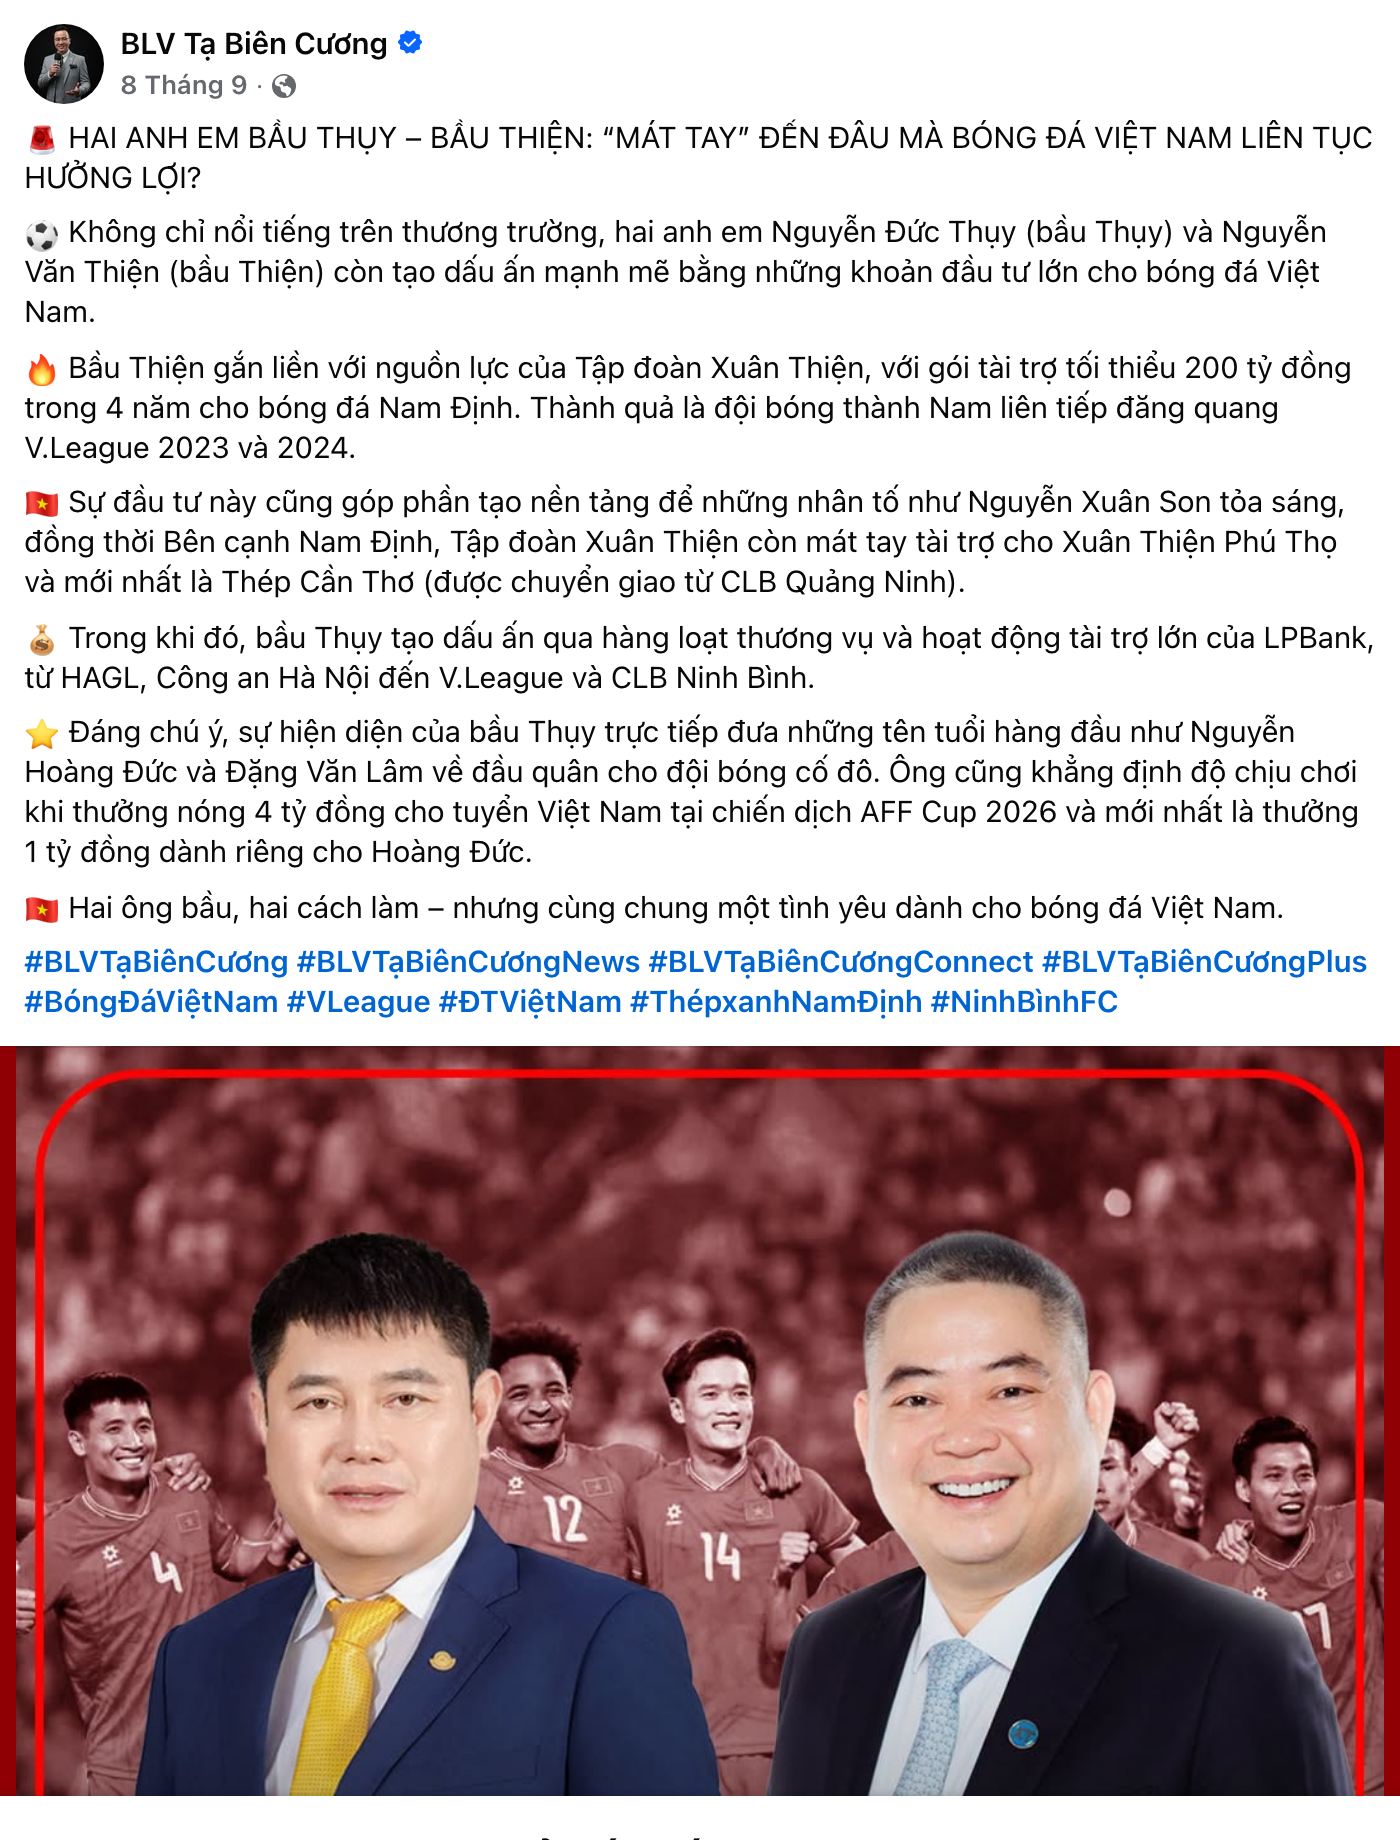 BLV Tạ Biên Cương
8 Tháng 9 ·
🚨 HAI ANH EM BẦU THỤY – BẦU THIỆN: “MÁT TAY” ĐẾN ĐÂU MÀ BÓNG ĐÁ VIỆT NAM LIÊN TỤC
HƯỞNG LỢI?
⚽ Không chỉ nổi tiếng trên thương trường, hai anh em Nguyễn Đức Thụy (bầu Thụy) và Nguyễn
Văn Thiện (bầu Thiện) còn tạo dấu ấn mạnh mẽ bằng những khoản đầu tư lớn cho bóng đá Việt
Nam.
🔥 Bầu Thiện gắn liền với nguồn lực của Tập đoàn Xuân Thiện, với gói tài trợ tối thiểu 200 tỷ đồng
trong 4 năm cho bóng đá Nam Định. Thành quả là đội bóng thành Nam liên tiếp đăng quang
V.League 2023 và 2024.
🇻🇳 Sự đầu tư này cũng góp phần tạo nền tảng để những nhân tố như Nguyễn Xuân Son tỏa sáng,
đồng thời Bên cạnh Nam Định, Tập đoàn Xuân Thiện còn mát tay tài trợ cho Xuân Thiện Phú Thọ
và mới nhất là Thép Cần Thơ (được chuyển giao từ CLB Quảng Ninh).
💰 Trong khi đó, bầu Thụy tạo dấu ấn qua hàng loạt thương vụ và hoạt động tài trợ lớn của LPBank,
từ HAGL, Công an Hà Nội đến V.League và CLB Ninh Bình.
⭐ Đáng chú ý, sự hiện diện của bầu Thụy trực tiếp đưa những tên tuổi hàng đầu như Nguyễn
Hoàng Đức và Đặng Văn Lâm về đầu quân cho đội bóng cố đô. Ông cũng khẳng định độ chịu chơi
khi thưởng nóng 4 tỷ đồng cho tuyển Việt Nam tại chiến dịch AFF Cup 2026 và mới nhất là thưởng
1 tỷ đồng dành riêng cho Hoàng Đức.
🇻🇳 Hai ông bầu, hai cách làm – nhưng cùng chung một tình yêu dành cho bóng đá Việt Nam.
#BLVTạBiênCương #BLVTạBiênCươngNews #BLVTạBiênCươngConnect #BLVTạBiênCươngPlus
#BóngĐáViệtNam #VLeague #ĐTViệtNam #ThépxanhNamĐịnh #NinhBìnhFC
4
12
14
17